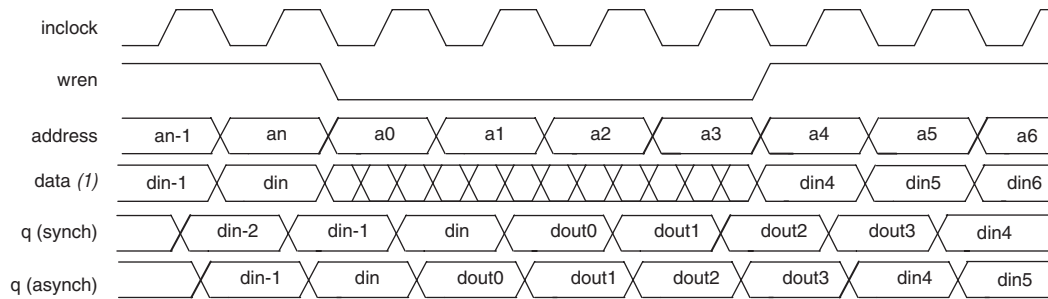 inclock
wren
address an-1 an a0 a1 a2 a3 a4 a5 a6
data (1) din-1 din din4 din5 din6
q (synch) din-2 din-1 din dout0 dout1 dout2 dout3 din4
q (asynch) din-1 din dout0 dout1 dout2 dout3 din4 din5